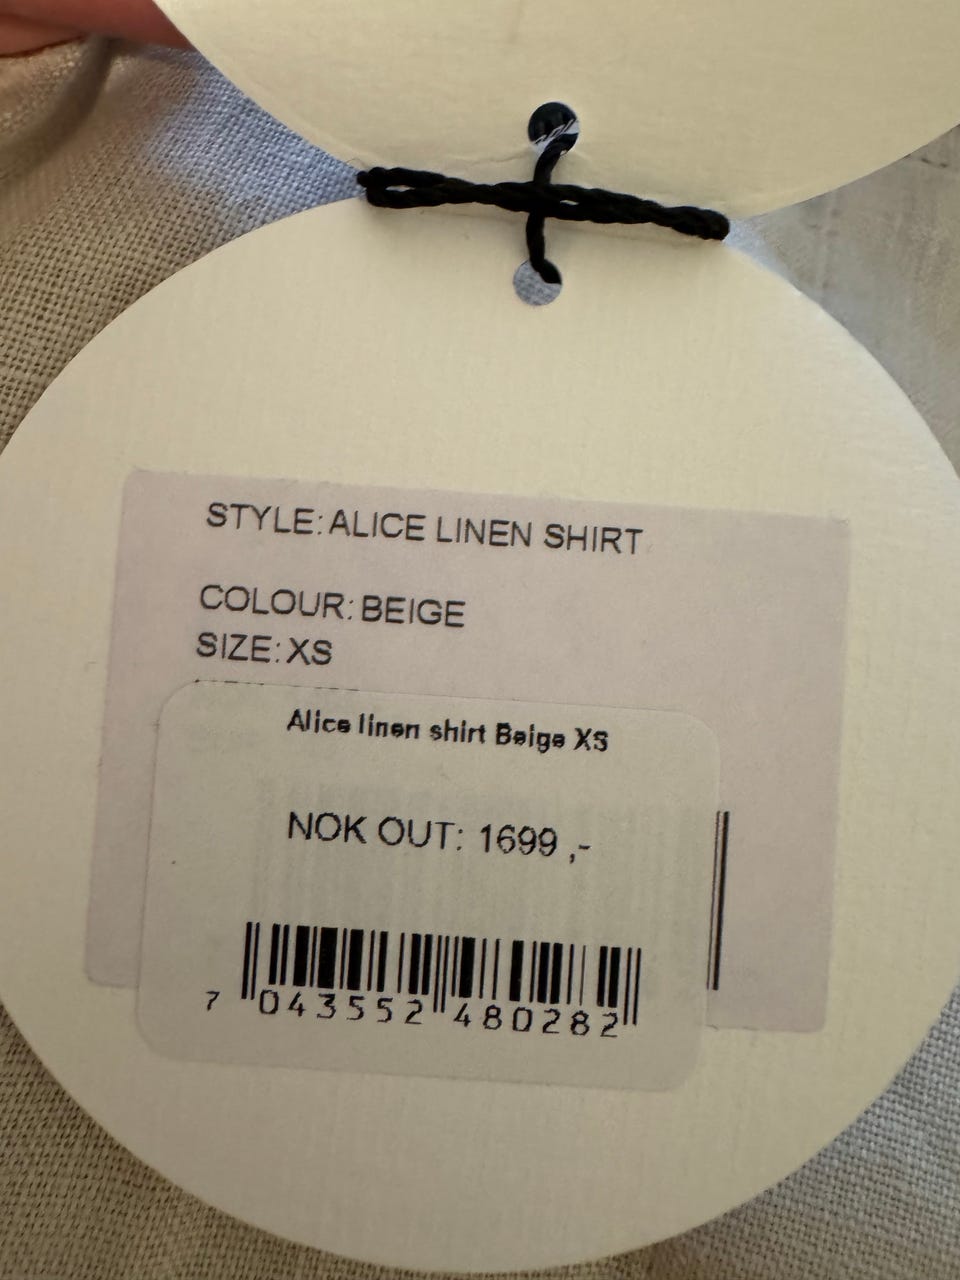 STYLE: ALICE LINEN SHIRT
COLOUR: BEIGE
SIZE: XS
Alice linen shirt Beige XS
NOK OUT: 1699 ,-
7 043552 480282